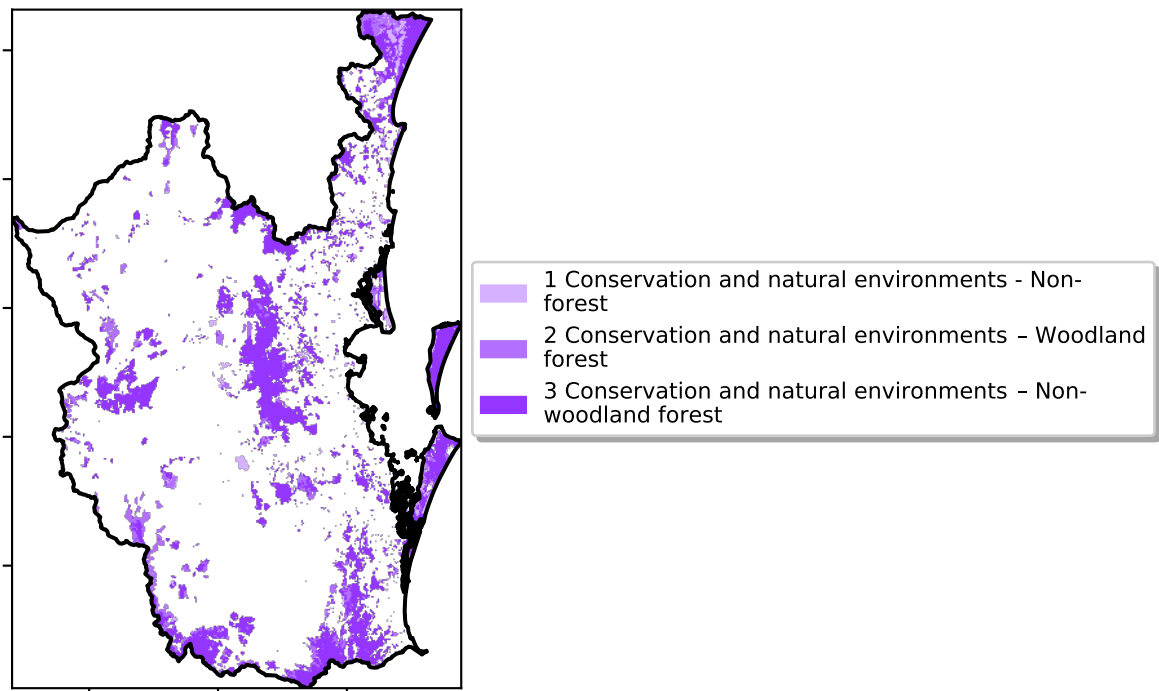 1 Conservation and natural environments - Non-
forest
2 Conservation and natural environments – Woodland
forest
3 Conservation and natural environments – Non-
woodland forest